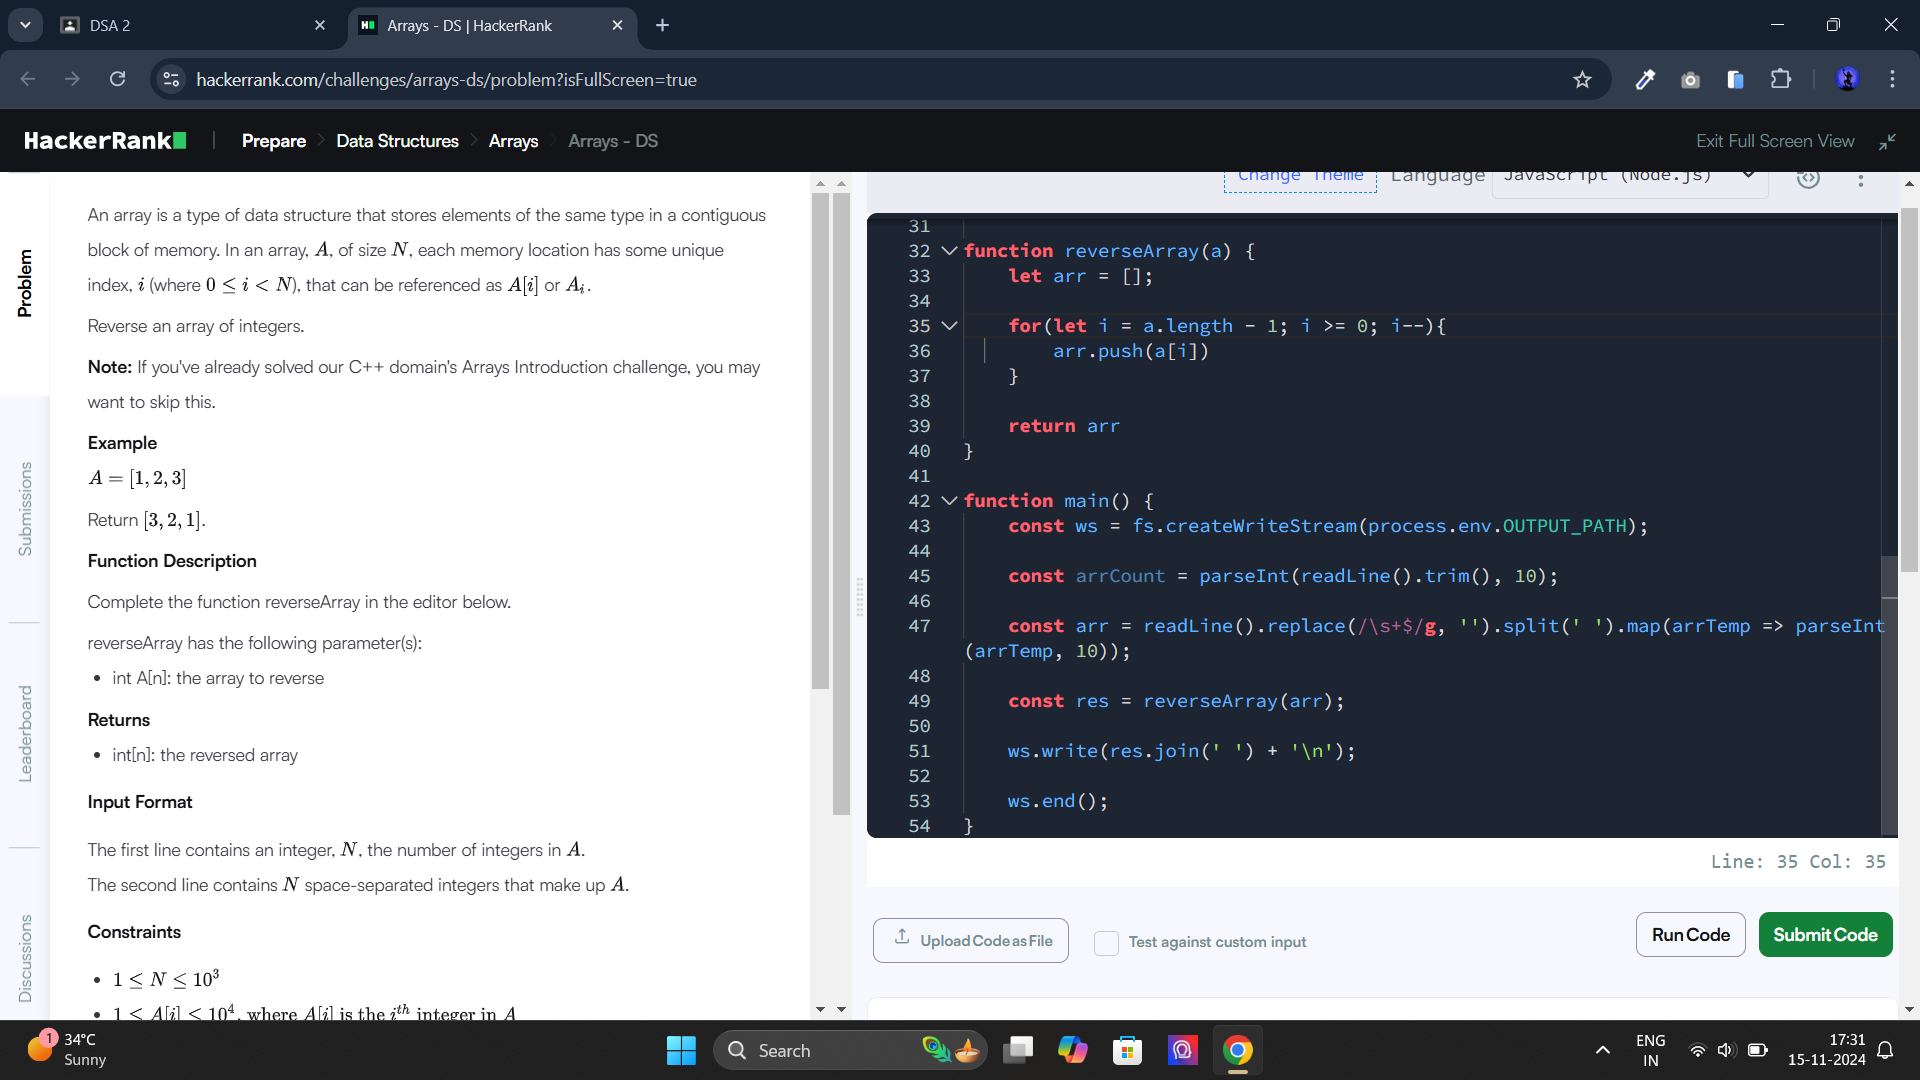 DSA 2
Arrays - DS | HackerRank
hackerrank.com/challenges/arrays-ds/problem?isFullScreen=true
HackerRank
Prepare
Data Structures
Arrays
Arrays - DS
Exit Full Screen View
Problem
Submissions
Leaderboard
Discussions
An array is a type of data structure that stores elements of the same type in a contiguous
block of memory. In an array, A, of size N, each memory location has some unique
index, i (where 0 ≤ i < N), that can be referenced as A[i] or Aᵢ.
Reverse an array of integers.
Note: If you've already solved our C++ domain's Arrays Introduction challenge, you may
want to skip this.
Example
A = [1, 2, 3]
Return [3, 2, 1].
Function Description
Complete the function reverseArray in the editor below.
reverseArray has the following parameter(s):
• int A[n]: the array to reverse
Returns
• int[n]: the reversed array
Input Format
The first line contains an integer, N, the number of integers in A.
The second line contains N space-separated integers that make up A.
Constraints
• 1 ≤ N ≤ 10³
• 1 ≤ A[i] ≤ 10⁴, where A[i] is the iᵗʰ integer in A
Change Theme Language JavaScript (Node.js)
31
32 function reverseArray(a) {
33 let arr = [];
34
35 for(let i = a.length - 1; i >= 0; i--){
36 arr.push(a[i])
37 }
38
39 return arr
40 }
41
42 function main() {
43 const ws = fs.createWriteStream(process.env.OUTPUT_PATH);
44
45 const arrCount = parseInt(readLine().trim(), 10);
46
47 const arr = readLine().replace(/\s+$/g, '').split(' ').map(arrTemp => parseInt
(arrTemp, 10));
48
49 const res = reverseArray(arr);
50
51 ws.write(res.join(' ') + '\n');
52
53 ws.end();
54 }
Line: 35 Col: 35
Upload Code as File
Test against custom input
Run Code
Submit Code
1
34°C
Sunny
Search
ENG
IN
17:31
15-11-2024